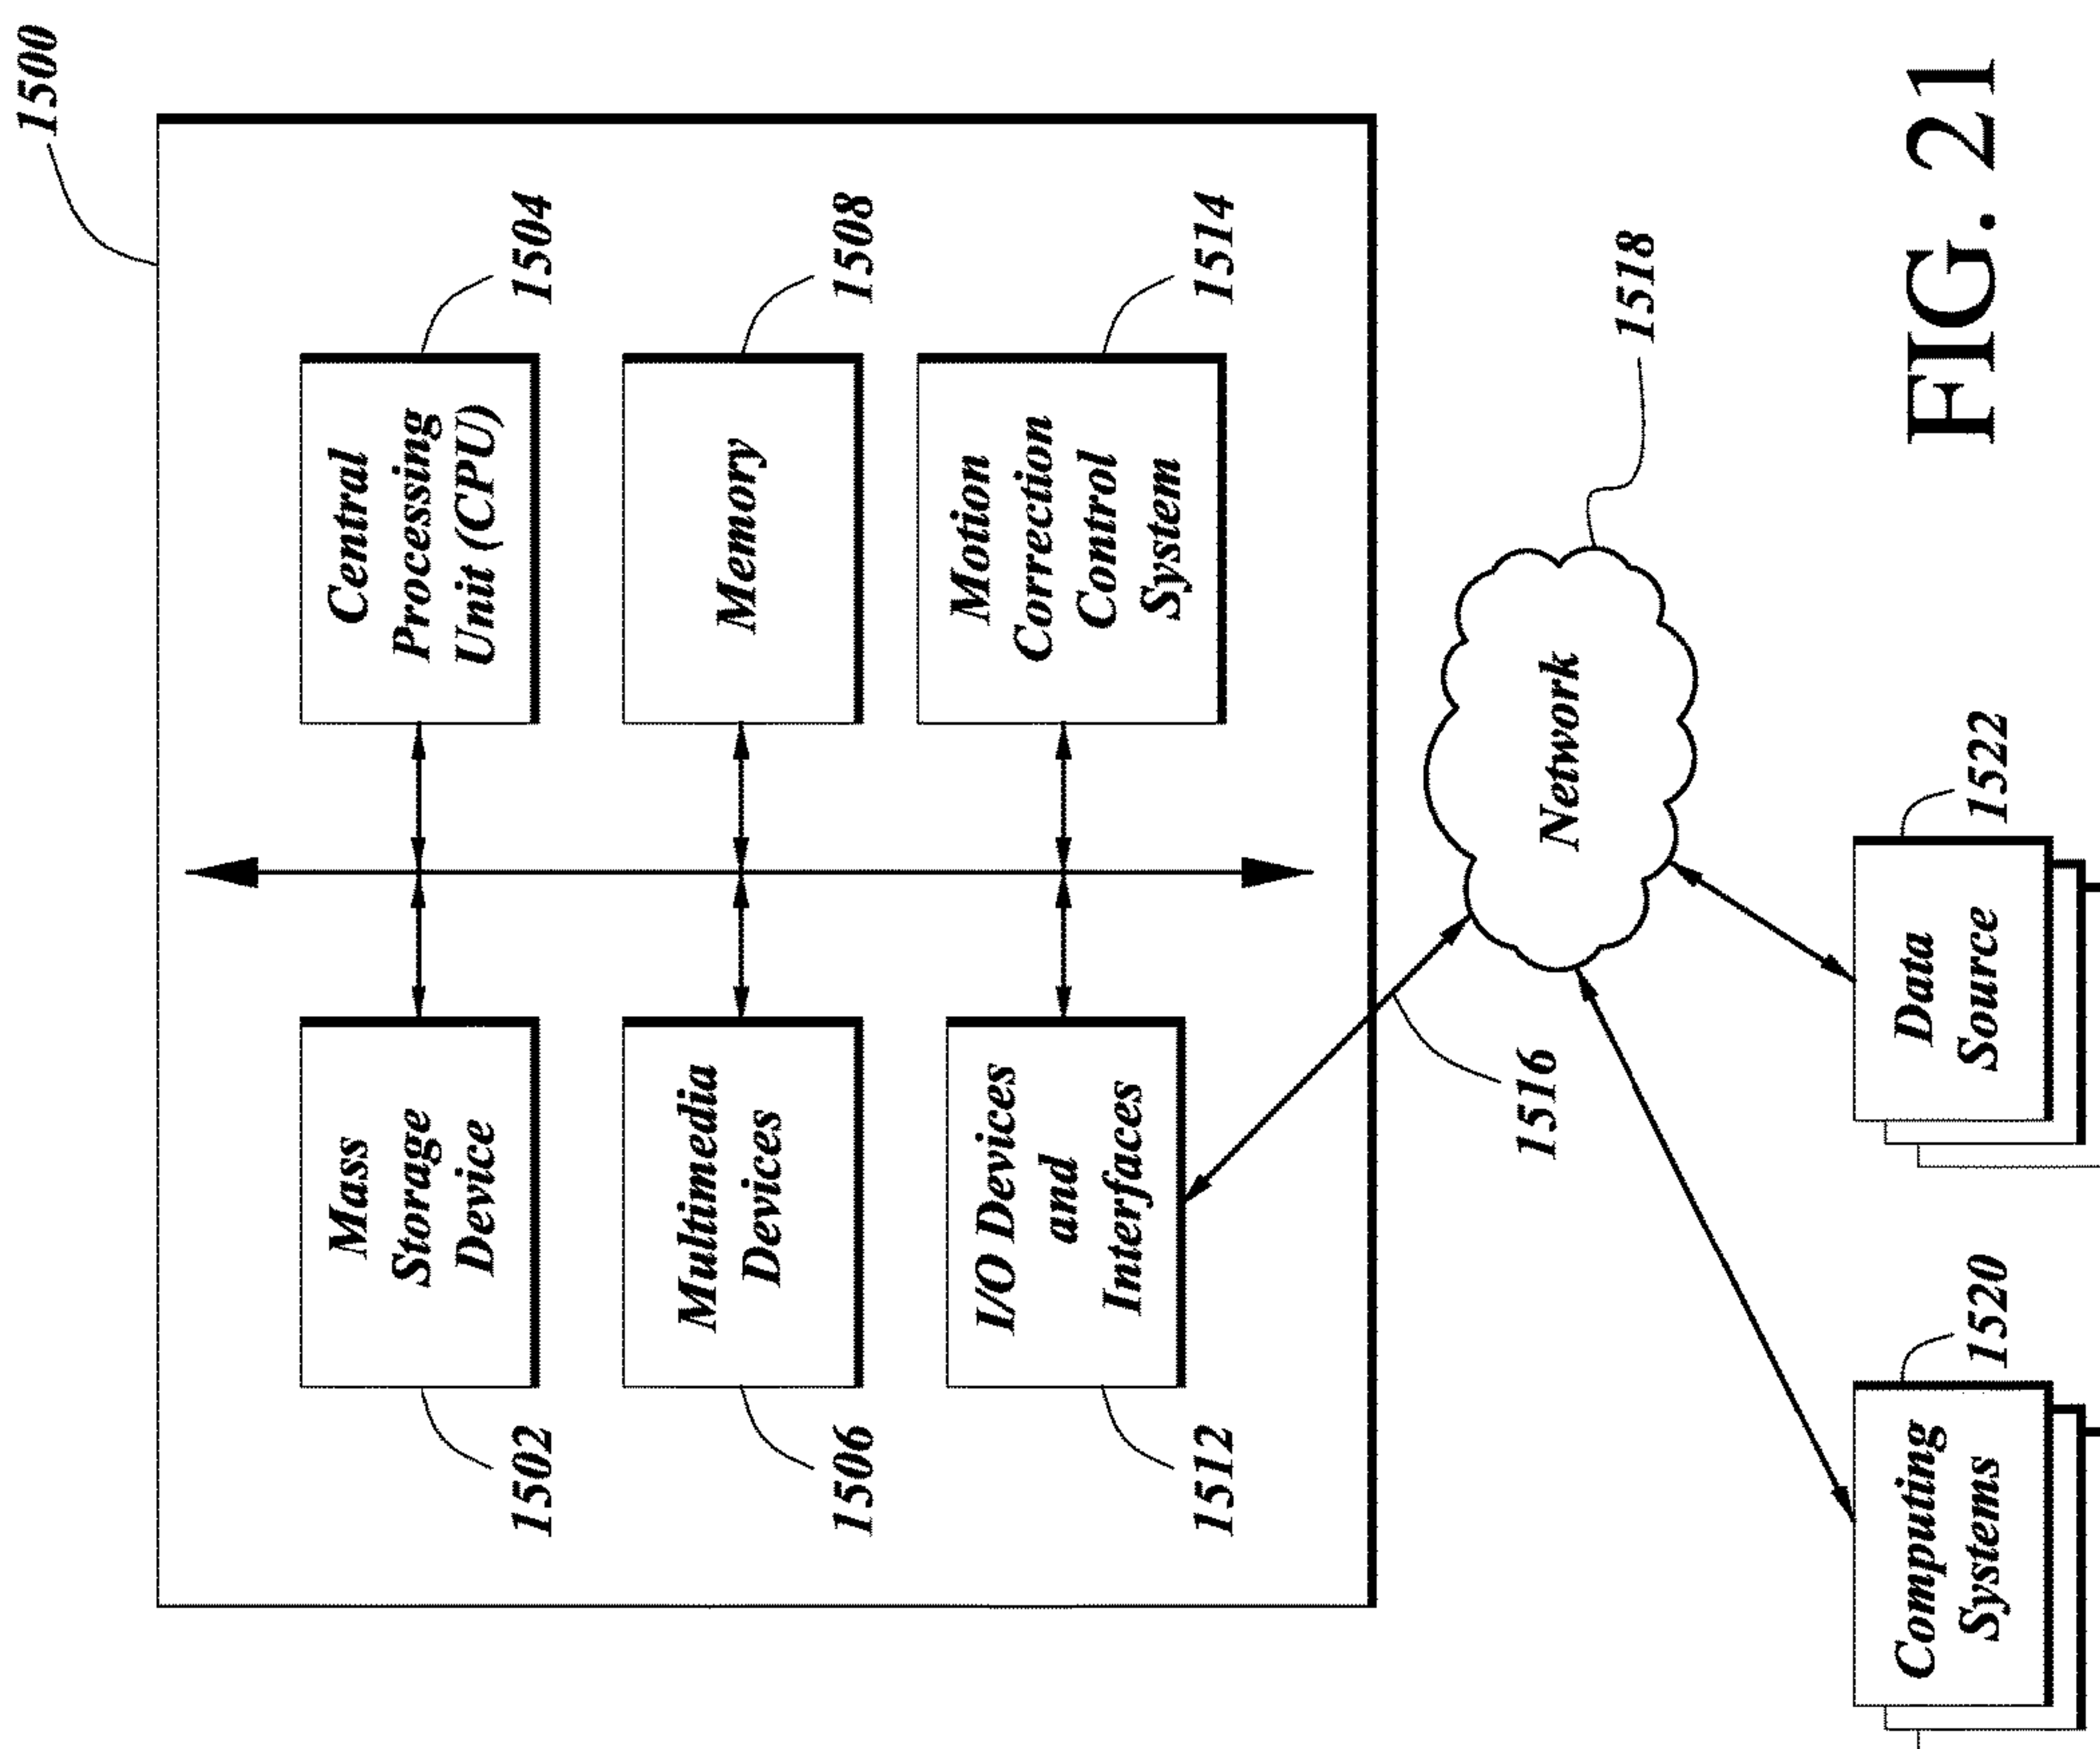 1500
Mass
Storage
Device
1502
Central
Processing
Unit (CPU)
1504
Multimedia
Devices
1506
Memory
1508
I/O Devices
and
Interfaces
1512
Motion
Correction
Control
System
1514
1516
Network
1518
Computing
Systems
1520
Data
Source
1522
FIG. 21